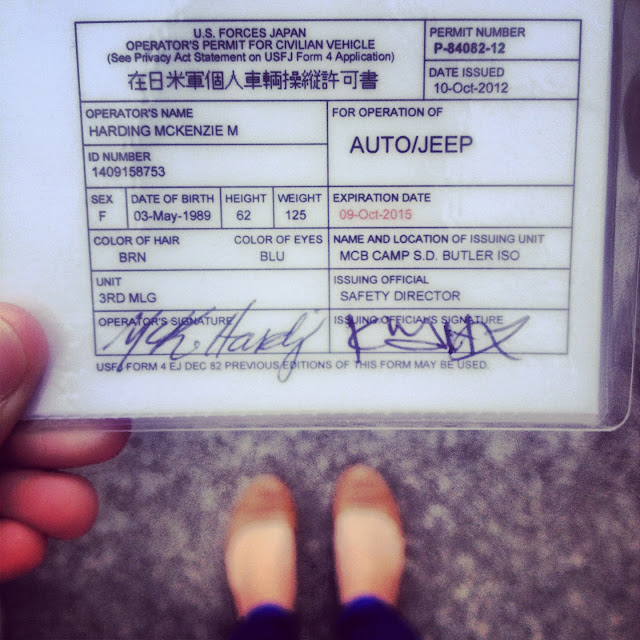 U.S. FORCES JAPAN
OPERATOR'S PERMIT FOR CIVILIAN VEHICLE
(See Privacy Act Statement on USFJ Form 4 Application)
在日米軍個人車輌操縦許可書
PERMIT NUMBER
P-84082-12
DATE ISSUED
10-Oct-2012
OPERATOR'S NAME
HARDING MCKENZIE M
FOR OPERATION OF
AUTO/JEEP
ID NUMBER
1409158753
SEX
F
DATE OF BIRTH
03-May-1989
HEIGHT
62
WEIGHT
125
EXPIRATION DATE
09-Oct-2015
COLOR OF HAIR
BRN
COLOR OF EYES
BLU
NAME AND LOCATION OF ISSUING UNIT
MCB CAMP S.D. BUTLER ISO
UNIT
3RD MLG
ISSUING OFFICIAL
SAFETY DIRECTOR
OPERATOR'S SIGNATURE
McK. Harding
ISSUING OFFICIAL'S SIGNATURE
USFJ FORM 4 EJ DEC 82 PREVIOUS EDITIONS OF THIS FORM MAY BE USED.